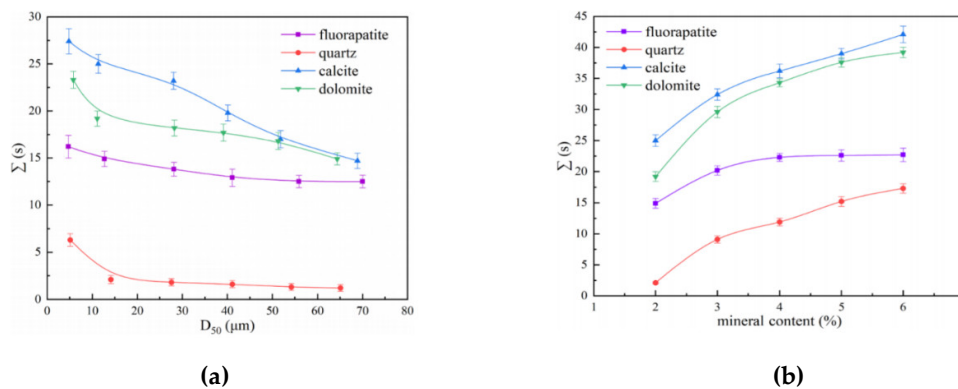 30
25
20
15
10
5
0
0 10 20 30 40 50 60 70 80
∑ (s)
D50 (μm)
fluorapatite
quartz
calcite
dolomite
(a)
45
40
35
30
25
20
15
10
5
0
1 2 3 4 5 6
∑ (s)
mineral content (%)
fluorapatite
quartz
calcite
dolomite
(b)